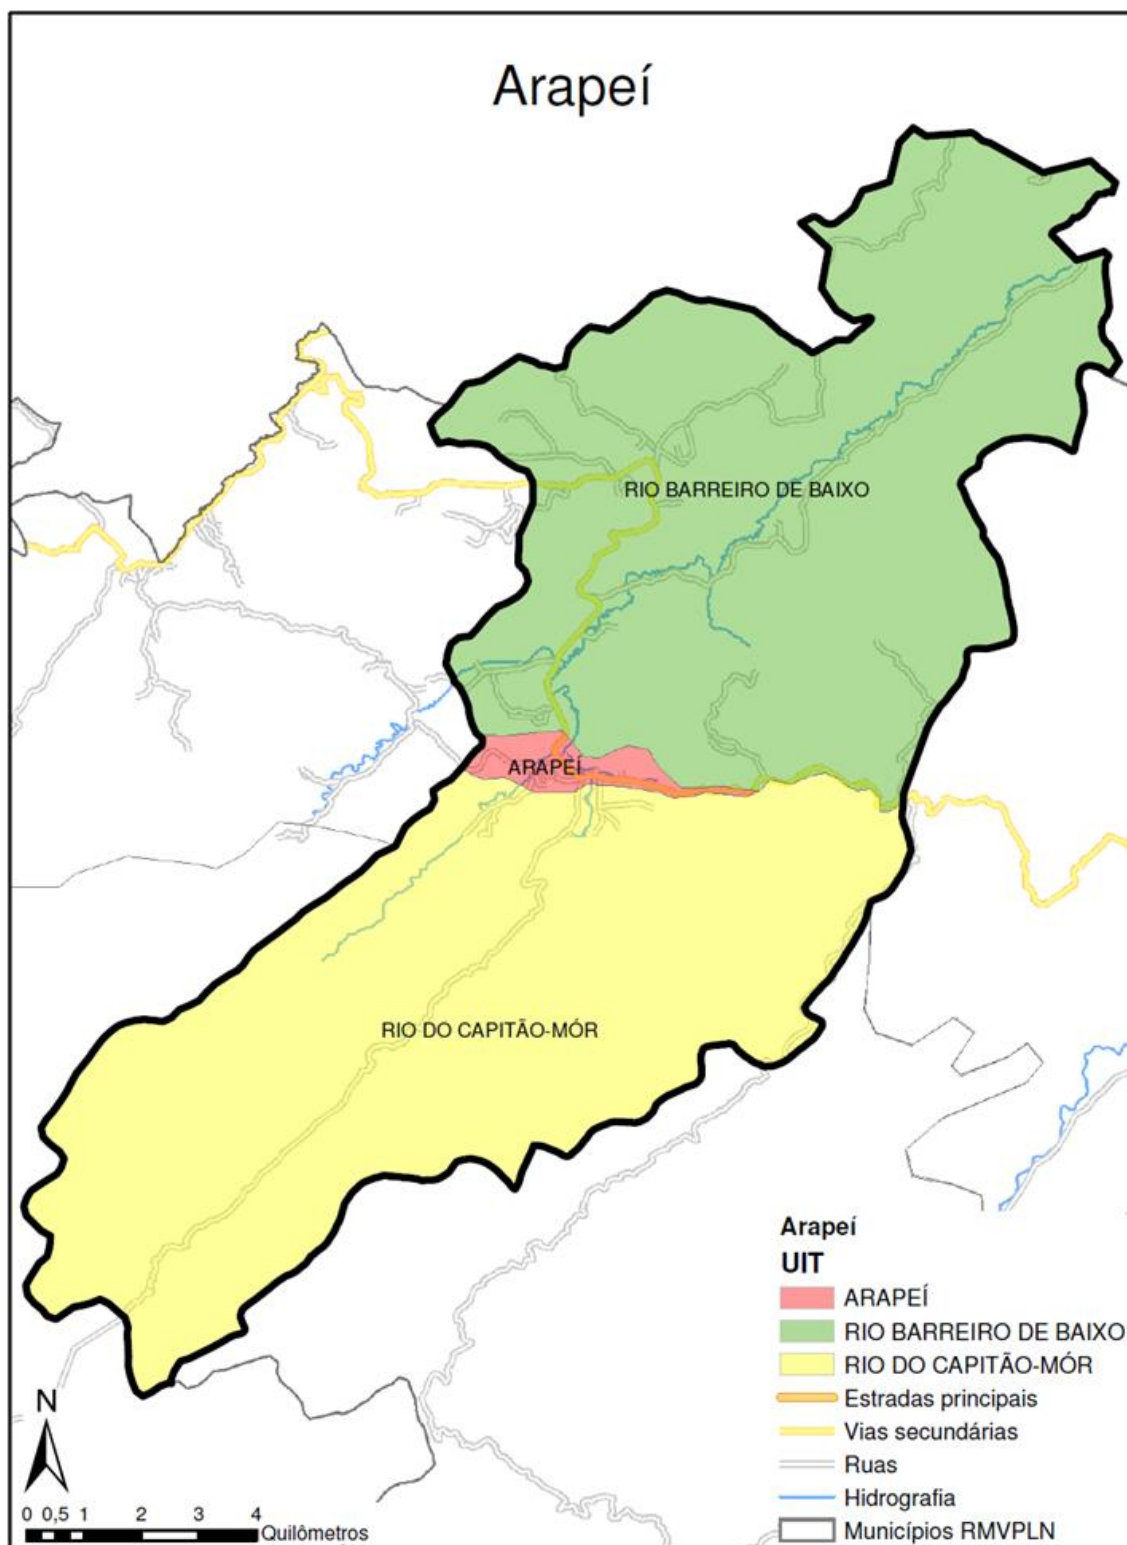 Arapeí
RIO BARREIRO DE BAIXO
ARAPEÍ
RIO DO CAPITÃO-MÓR
Arapeí
UIT
ARAPEÍ
RIO BARREIRO DE BAIXO
RIO DO CAPITÃO-MÓR
Estradas principais
Vias secundárias
Ruas
Hidrografia
Municípios RMVPLN
N
0 0,5 1 2 3 4
Quilômetros